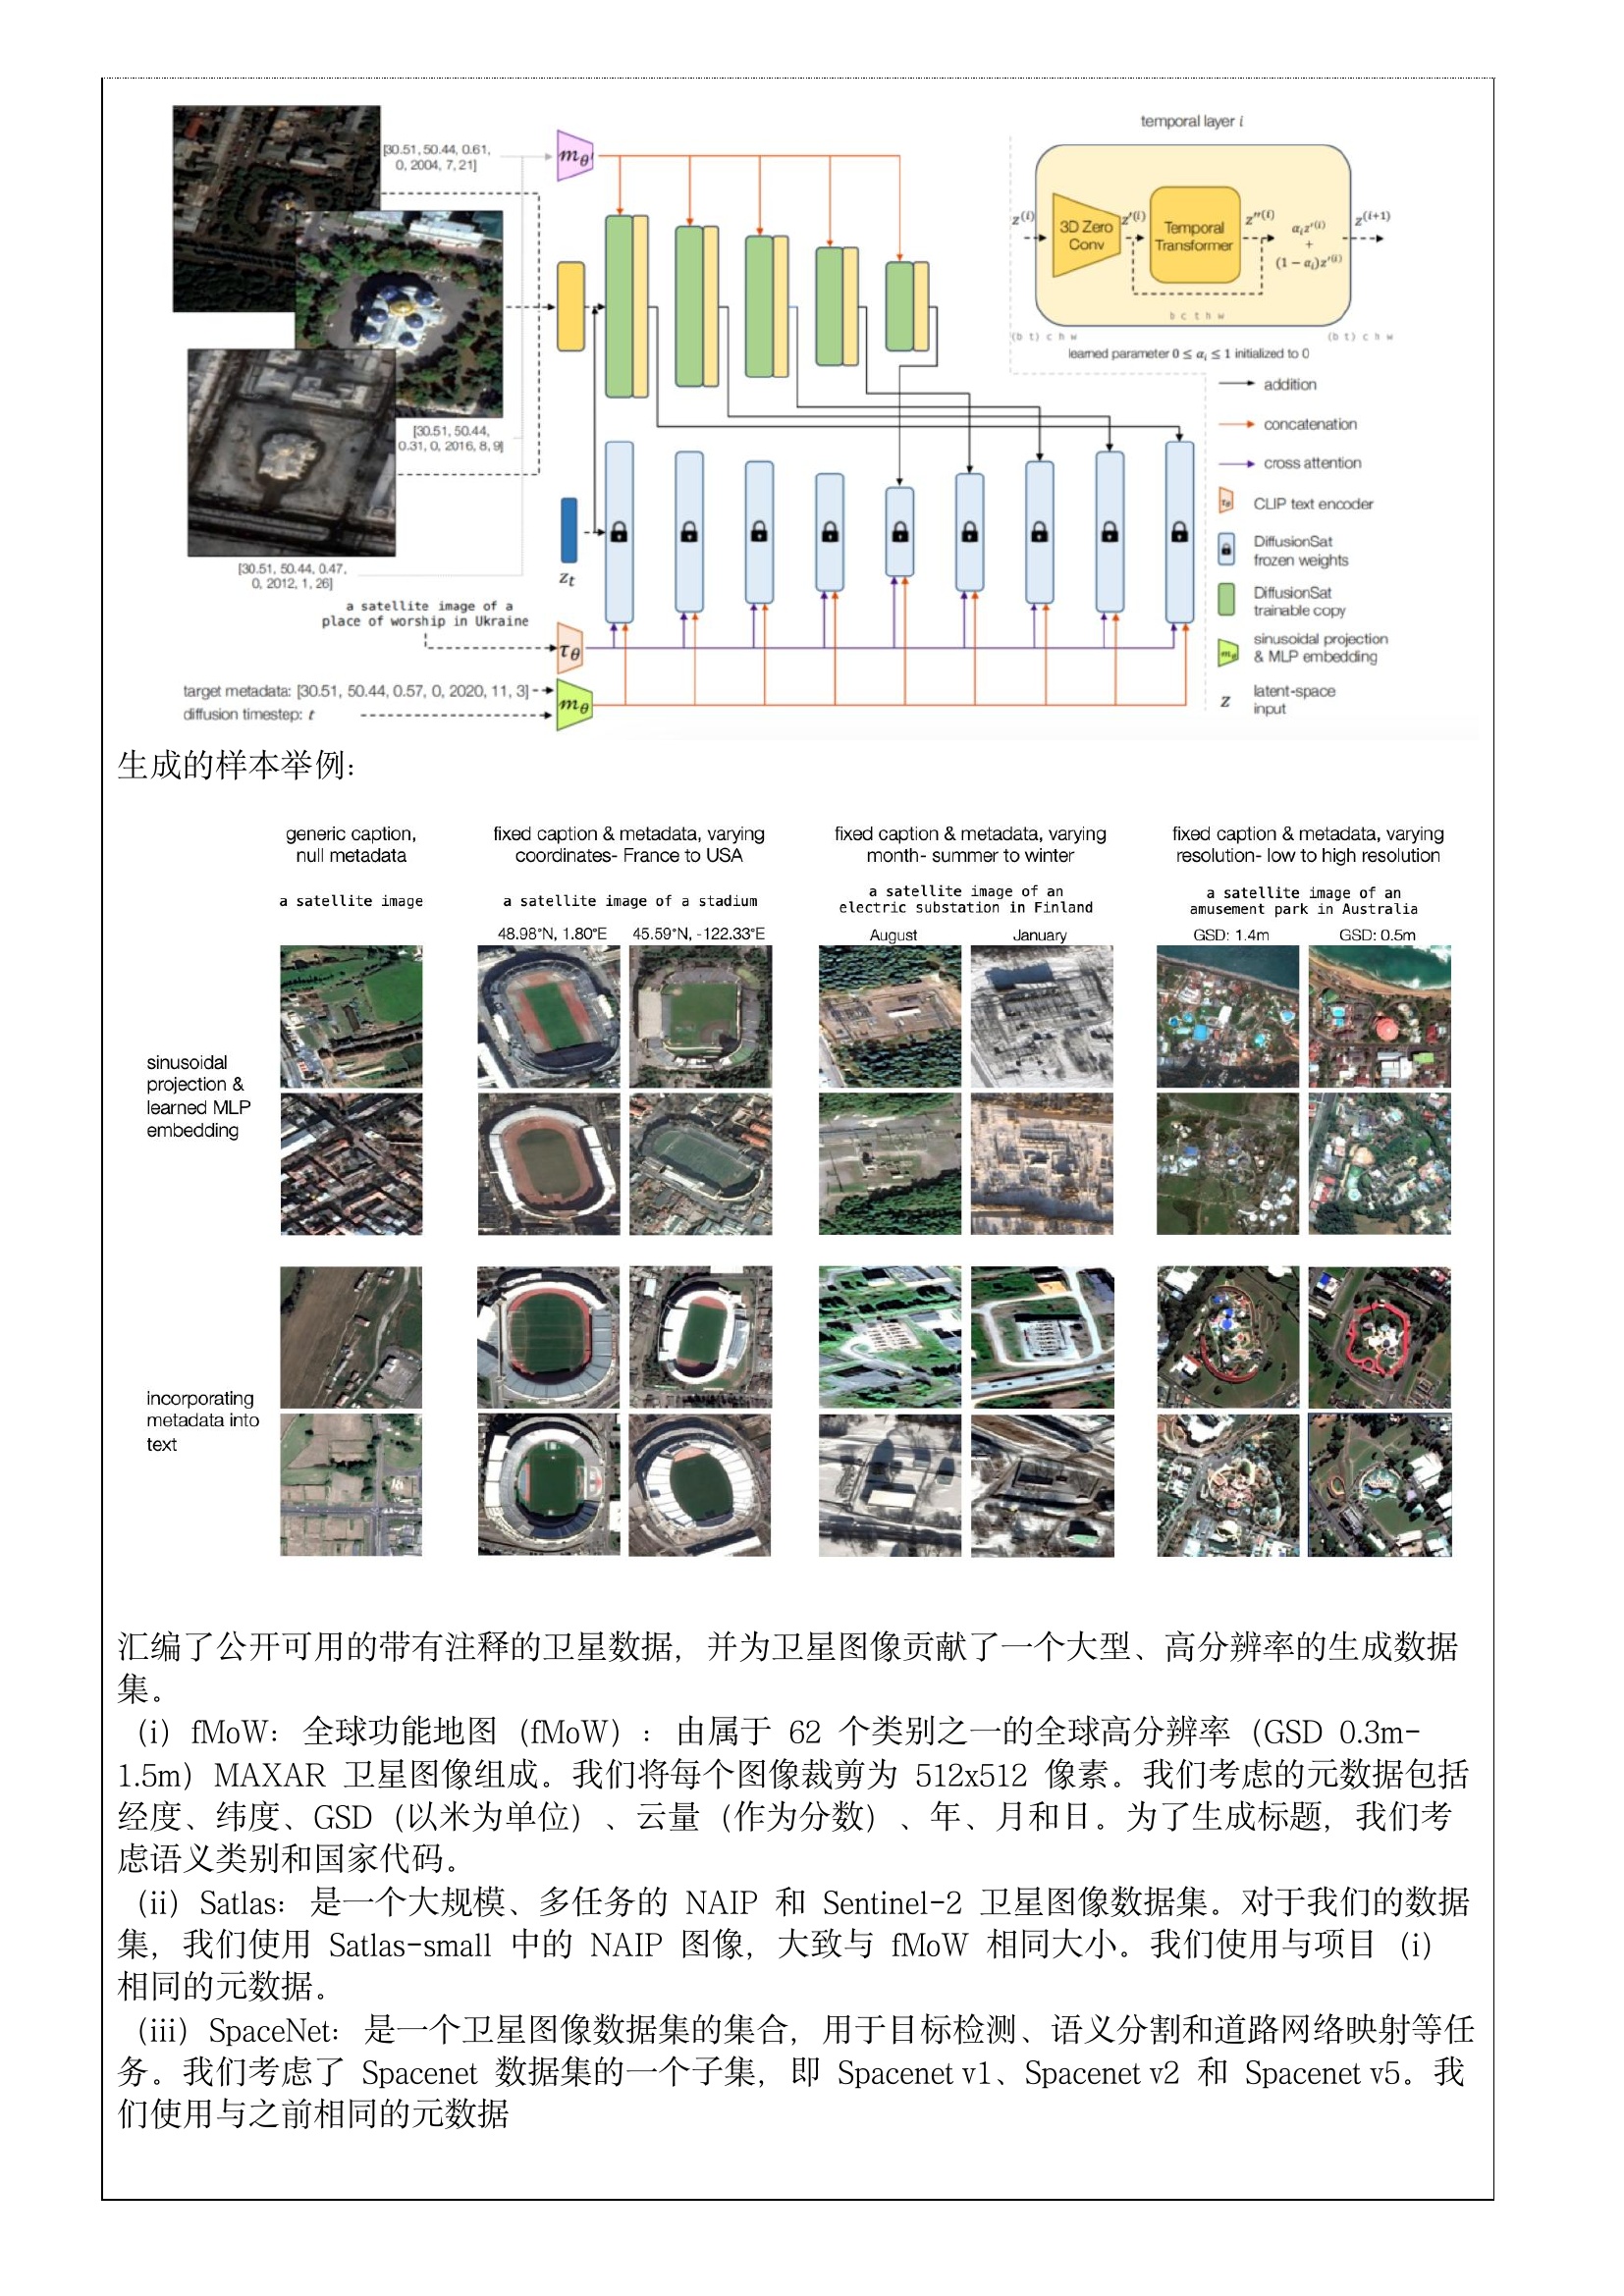 [30.51, 50.44, 0.61,
0, 2004, 7, 21]
[30.51, 50.44,
0.31, 0, 2016, 8, 9]
[30.51, 50.44, 0.47,
0, 2012, 1, 26]
a satellite image of a
place of worship in Ukraine
target metadata: [30.51, 50.44, 0.57, 0, 2020, 11, 3]
diffusion timestep: t
mθ'
zt
τθ
mθ
temporal layer i
z(i)
3D Zero
Conv
z′(i)
Temporal
Transformer
z″(i)
αiz′(i)
+
(1 − αi)z′(i)
z(i+1)
b c t h w
(b t) c h w
(b t) c h w
learned parameter 0 ≤ αi ≤ 1 initialized to 0
addition
concatenation
cross attention
τθ
CLIP text encoder
DiffusionSat
frozen weights
DiffusionSat
trainable copy
mθ
sinusoidal projection
& MLP embedding
z
latent-space
input
生成的样本举例：
generic caption,
null metadata
fixed caption & metadata, varying
coordinates- France to USA
fixed caption & metadata, varying
month- summer to winter
fixed caption & metadata, varying
resolution- low to high resolution
a satellite image
a satellite image of a stadium
a satellite image of an
electric substation in Finland
a satellite image of an
amusement park in Australia
48.98°N, 1.80°E
45.59°N, -122.33°E
August
January
GSD: 1.4m
GSD: 0.5m
sinusoidal
projection &
learned MLP
embedding
incorporating
metadata into
text
汇编了公开可用的带有注释的卫星数据，并为卫星图像贡献了一个大型、高分辨率的生成数据
集。
（i）fMoW：全球功能地图（fMoW）：由属于 62 个类别之一的全球高分辨率（GSD 0.3m-
1.5m）MAXAR 卫星图像组成。我们将每个图像裁剪为 512x512 像素。我们考虑的元数据包括
经度、纬度、GSD（以米为单位）、云量（作为分数）、年、月和日。为了生成标题，我们考
虑语义类别和国家代码。
（ii）Satlas：是一个大规模、多任务的 NAIP 和 Sentinel-2 卫星图像数据集。对于我们的数据
集，我们使用 Satlas-small 中的 NAIP 图像，大致与 fMoW 相同大小。我们使用与项目（i）
相同的元数据。
（iii）SpaceNet：是一个卫星图像数据集的集合，用于目标检测、语义分割和道路网络映射等任
务。我们考虑了 Spacenet 数据集的一个子集，即 Spacenet v1、Spacenet v2 和 Spacenet v5。我
们使用与之前相同的元数据